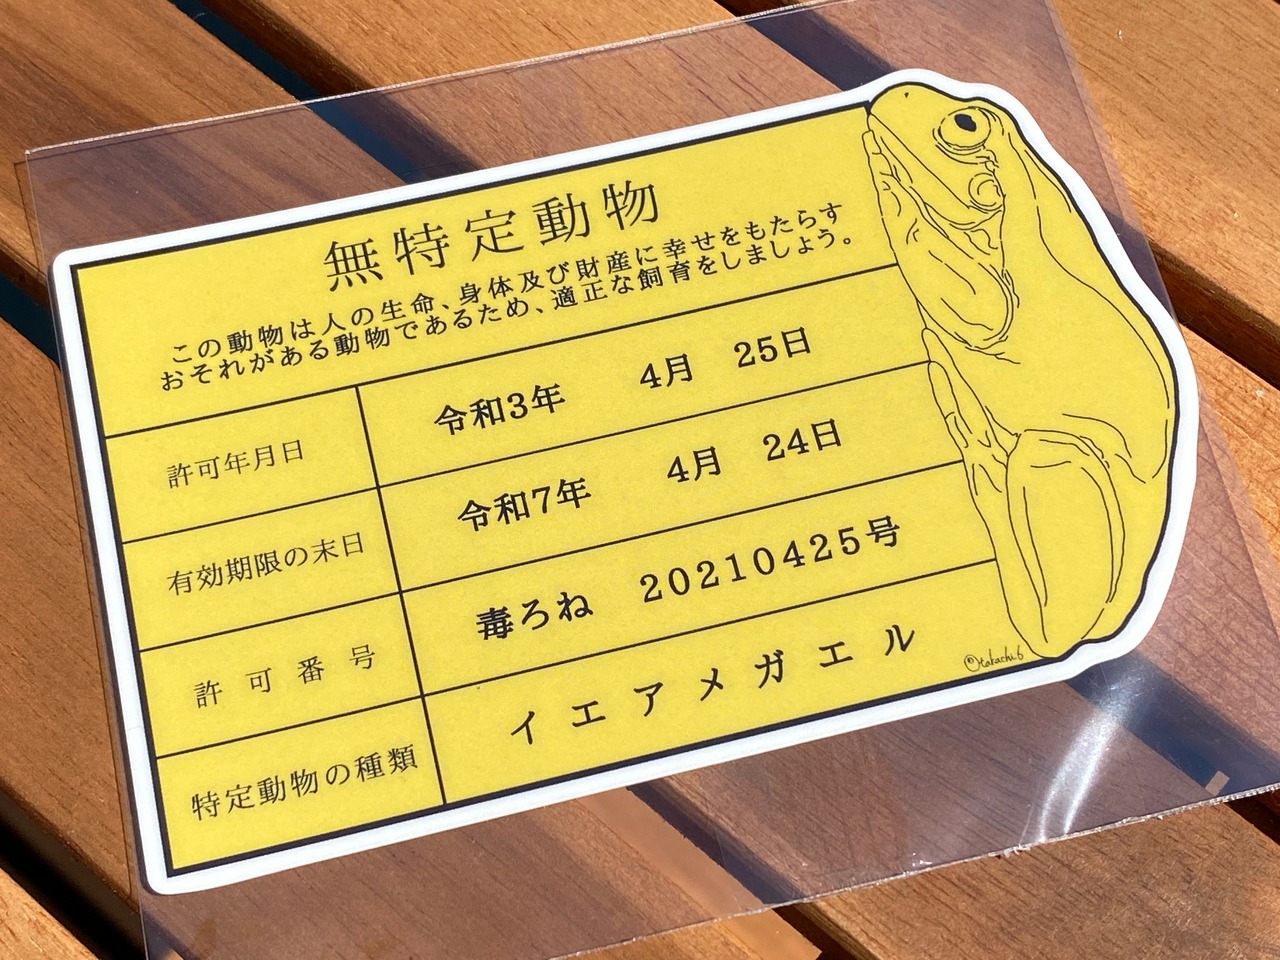 無特定動物
この動物は人の生命、身体及び財産に幸せをもたらす
おそれがある動物であるため、適正な飼育をしましょう。
許可年月日 令和3年 4月 25日
有効期限の末日 令和7年 4月 24日
許可番号 毒ろね 20210425号
特定動物の種類 イエアメガエル
©takachi6